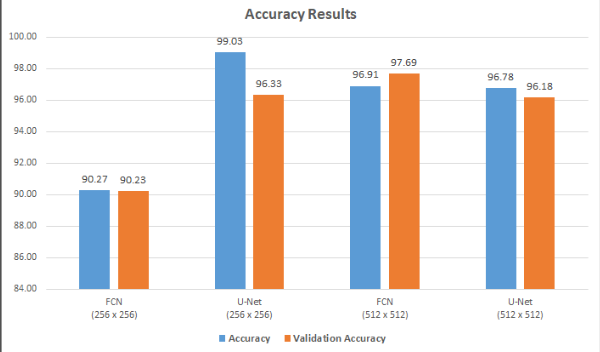 Accuracy Results
100.00
98.00
96.00
94.00
92.00
90.00
88.00
86.00
84.00
90.27 90.23
99.03 96.33
96.91 97.69
96.78 96.18
FCN
(256 x 256)
U-Net
(256 x 256)
FCN
(512 x 512)
U-Net
(512 x 512)
Accuracy Validation Accuracy